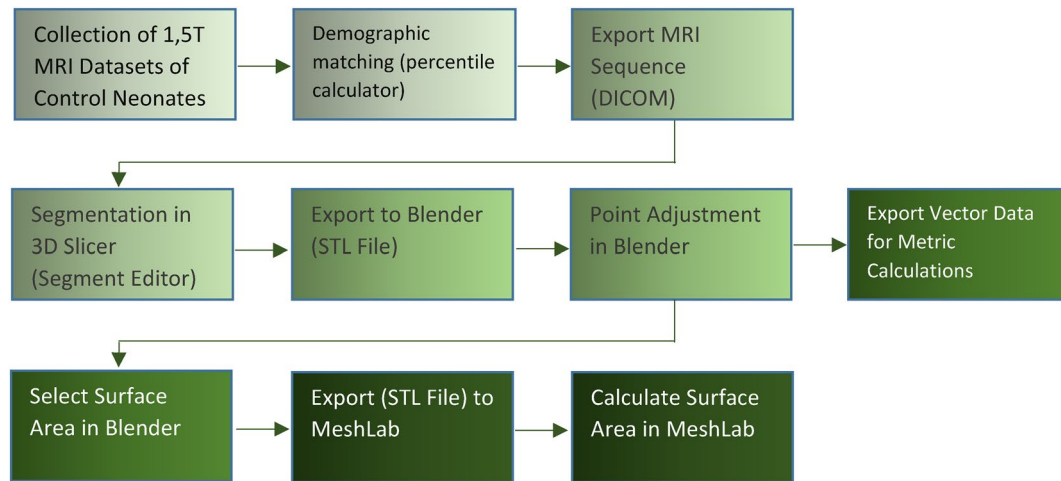 Collection of 1,5T
MRI Datasets of
Control Neonates
Demographic
matching (percentile
calculator)
Export MRI
Sequence
(DICOM)
Segmentation in
3D Slicer
(Segment Editor)
Export to Blender
(STL File)
Point Adjustment
in Blender
Export Vector Data
for Metric
Calculations
Select Surface
Area in Blender
Export (STL File) to
MeshLab
Calculate Surface
Area in MeshLab